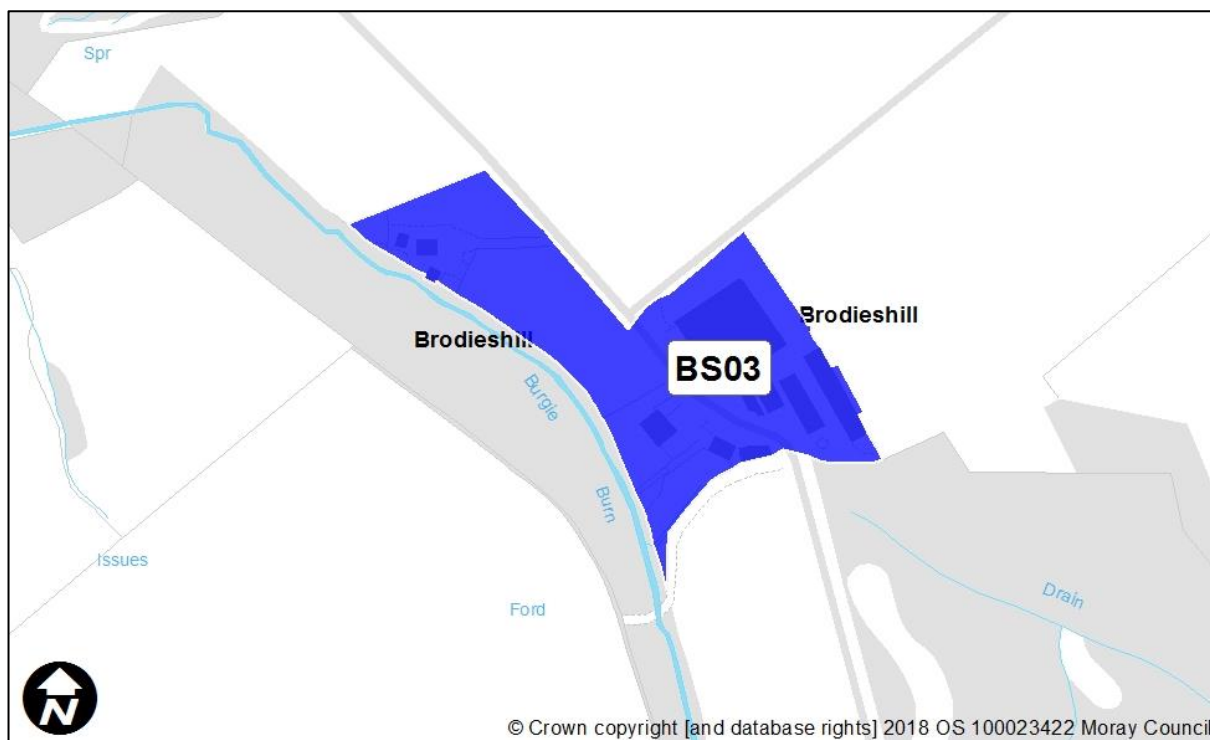 Spr
Brodieshill
Brodieshill
BS03
Burgie
Burn
Issues
Ford
Drain
N
© Crown copyright [and database rights] 2018 OS 100023422 Moray Council